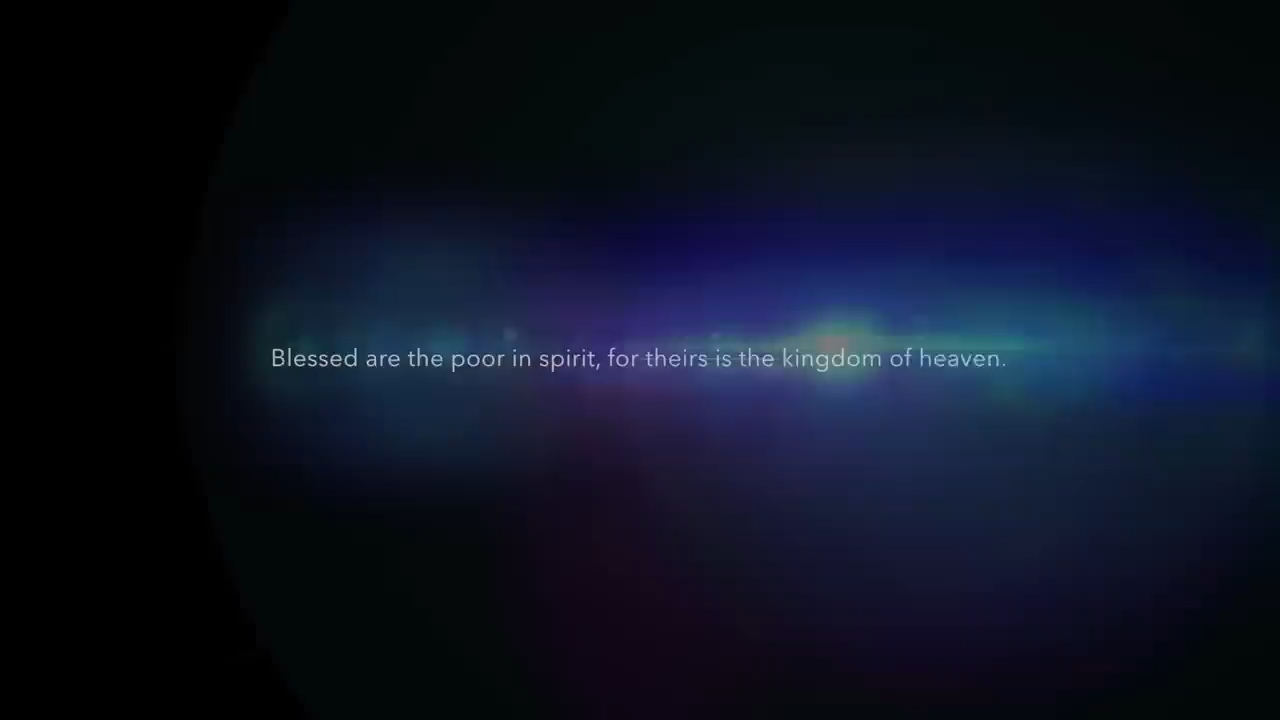 Blessed are the poor in spirit, for theirs is the kingdom of heaven.